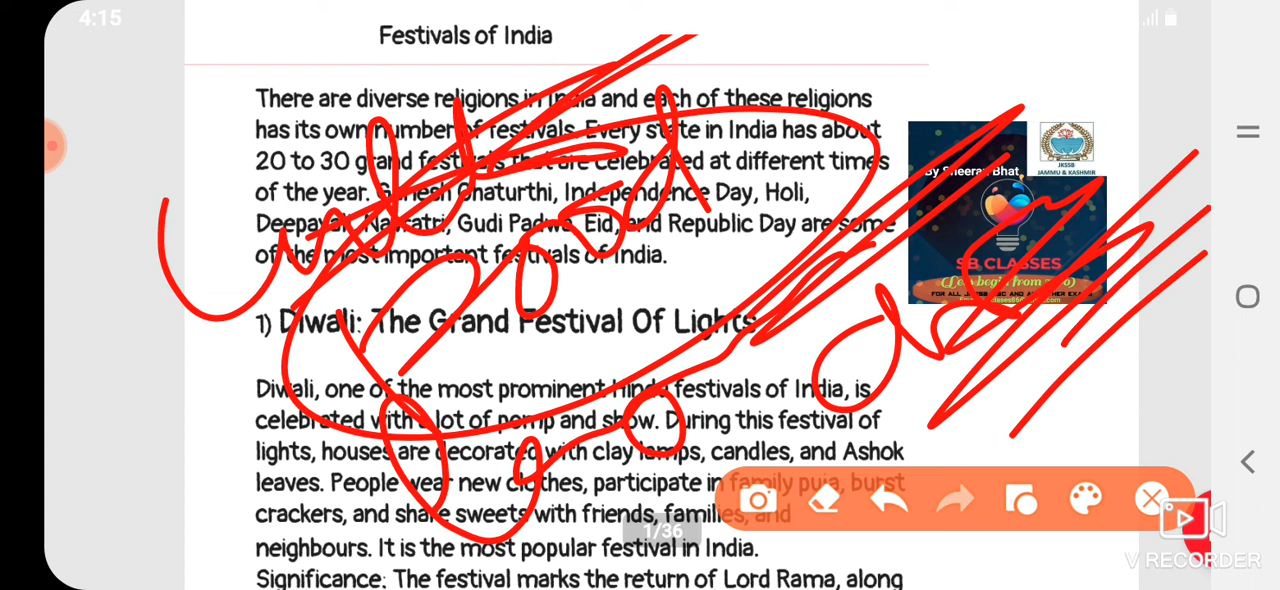 4:15
Festivals of India
There are diverse religions in India and each of these religions
has its own number of festivals. Every state in India has about
20 to 30 grand festivals that are celebrated at different times
of the year. Ganesh Chaturthi, Independence Day, Holi,
Deepavali, Navratri, Gudi Padwa, Eid, and Republic Day are some
of the most important festivals of India.
By Sheeraz Bhat
JKSSB
JAMMU & KASHMIR
SB CLASSES
(Lets begin from zero)
1) Diwali: The Grand Festival Of Lights
Diwali, one of the most prominent Hindu festivals of India, is
celebrated with a lot of pomp and show. During this festival of
lights, houses are decorated with clay lamps, candles, and Ashok
leaves. People wear new clothes, participate in family puja, burst
crackers, and share sweets with friends, families, and
neighbours. It is the most popular festival in India.
Significance: The festival marks the return of Lord Rama, along
1/36
V RECORDER